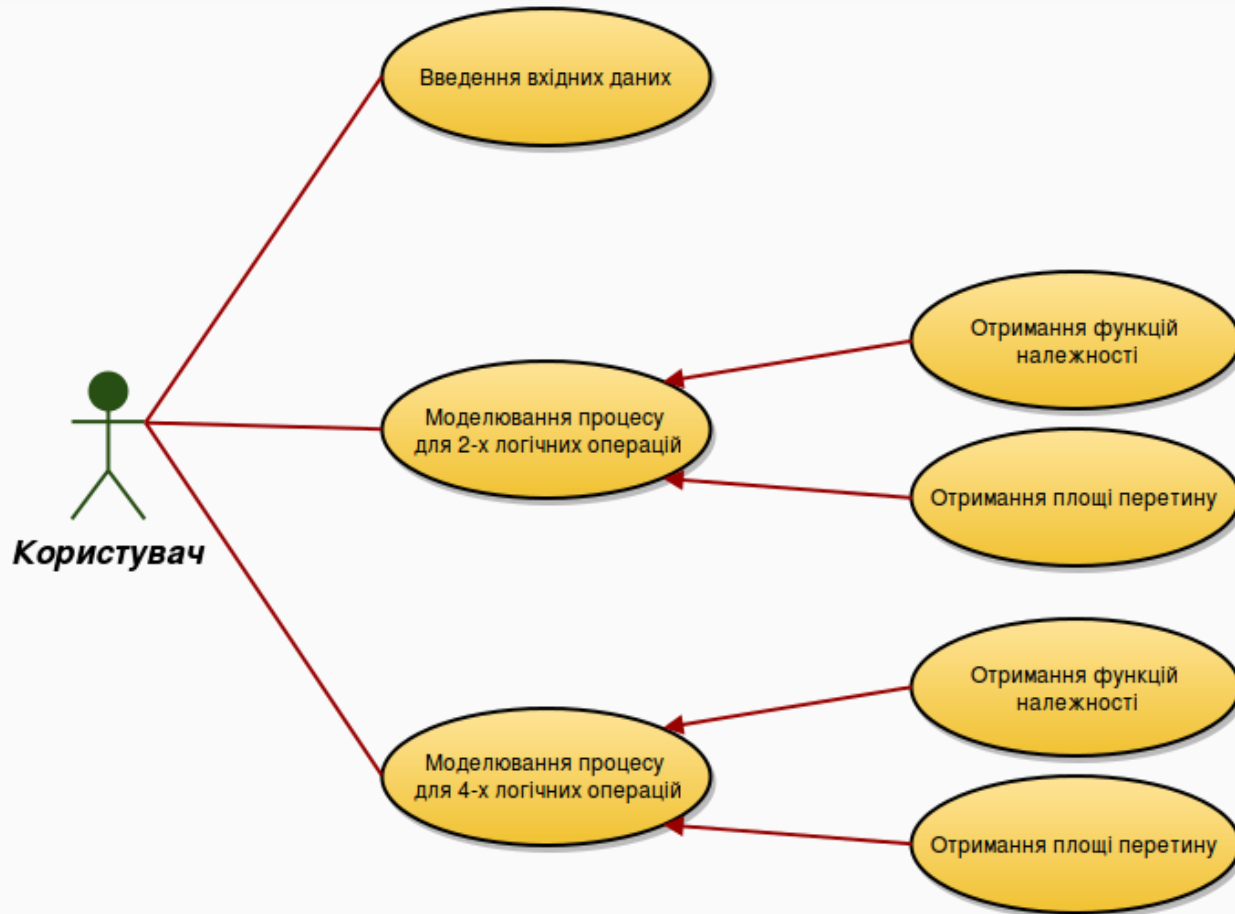 Введення вхідних даних
Отримання функцій
належності
Моделювання процесу
для 2-х логічних операцій
Отримання площі перетину
Користувач
Отримання функцій
належності
Моделювання процесу
для 4-х логічних операцій
Отримання площі перетину